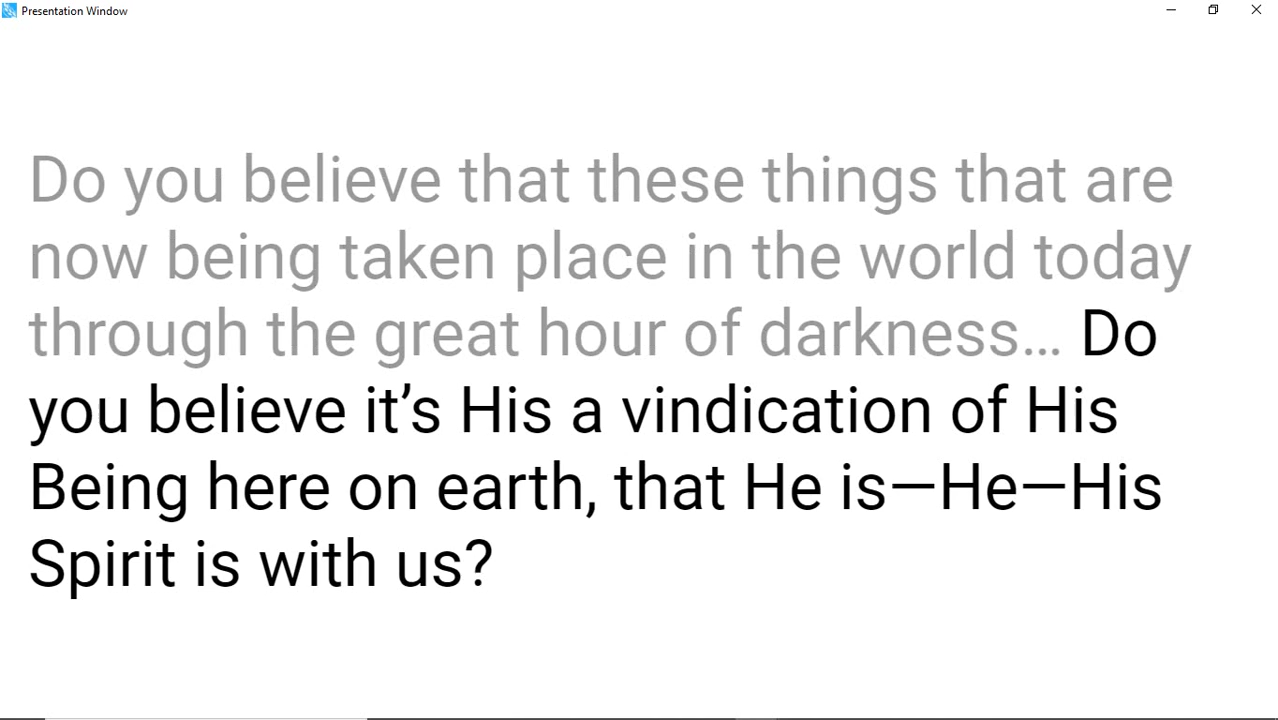 Presentation Window
Do you believe that these things that are
now being taken place in the world today
through the great hour of darkness… Do
you believe it’s His a vindication of His
Being here on earth, that He is—He—His
Spirit is with us?